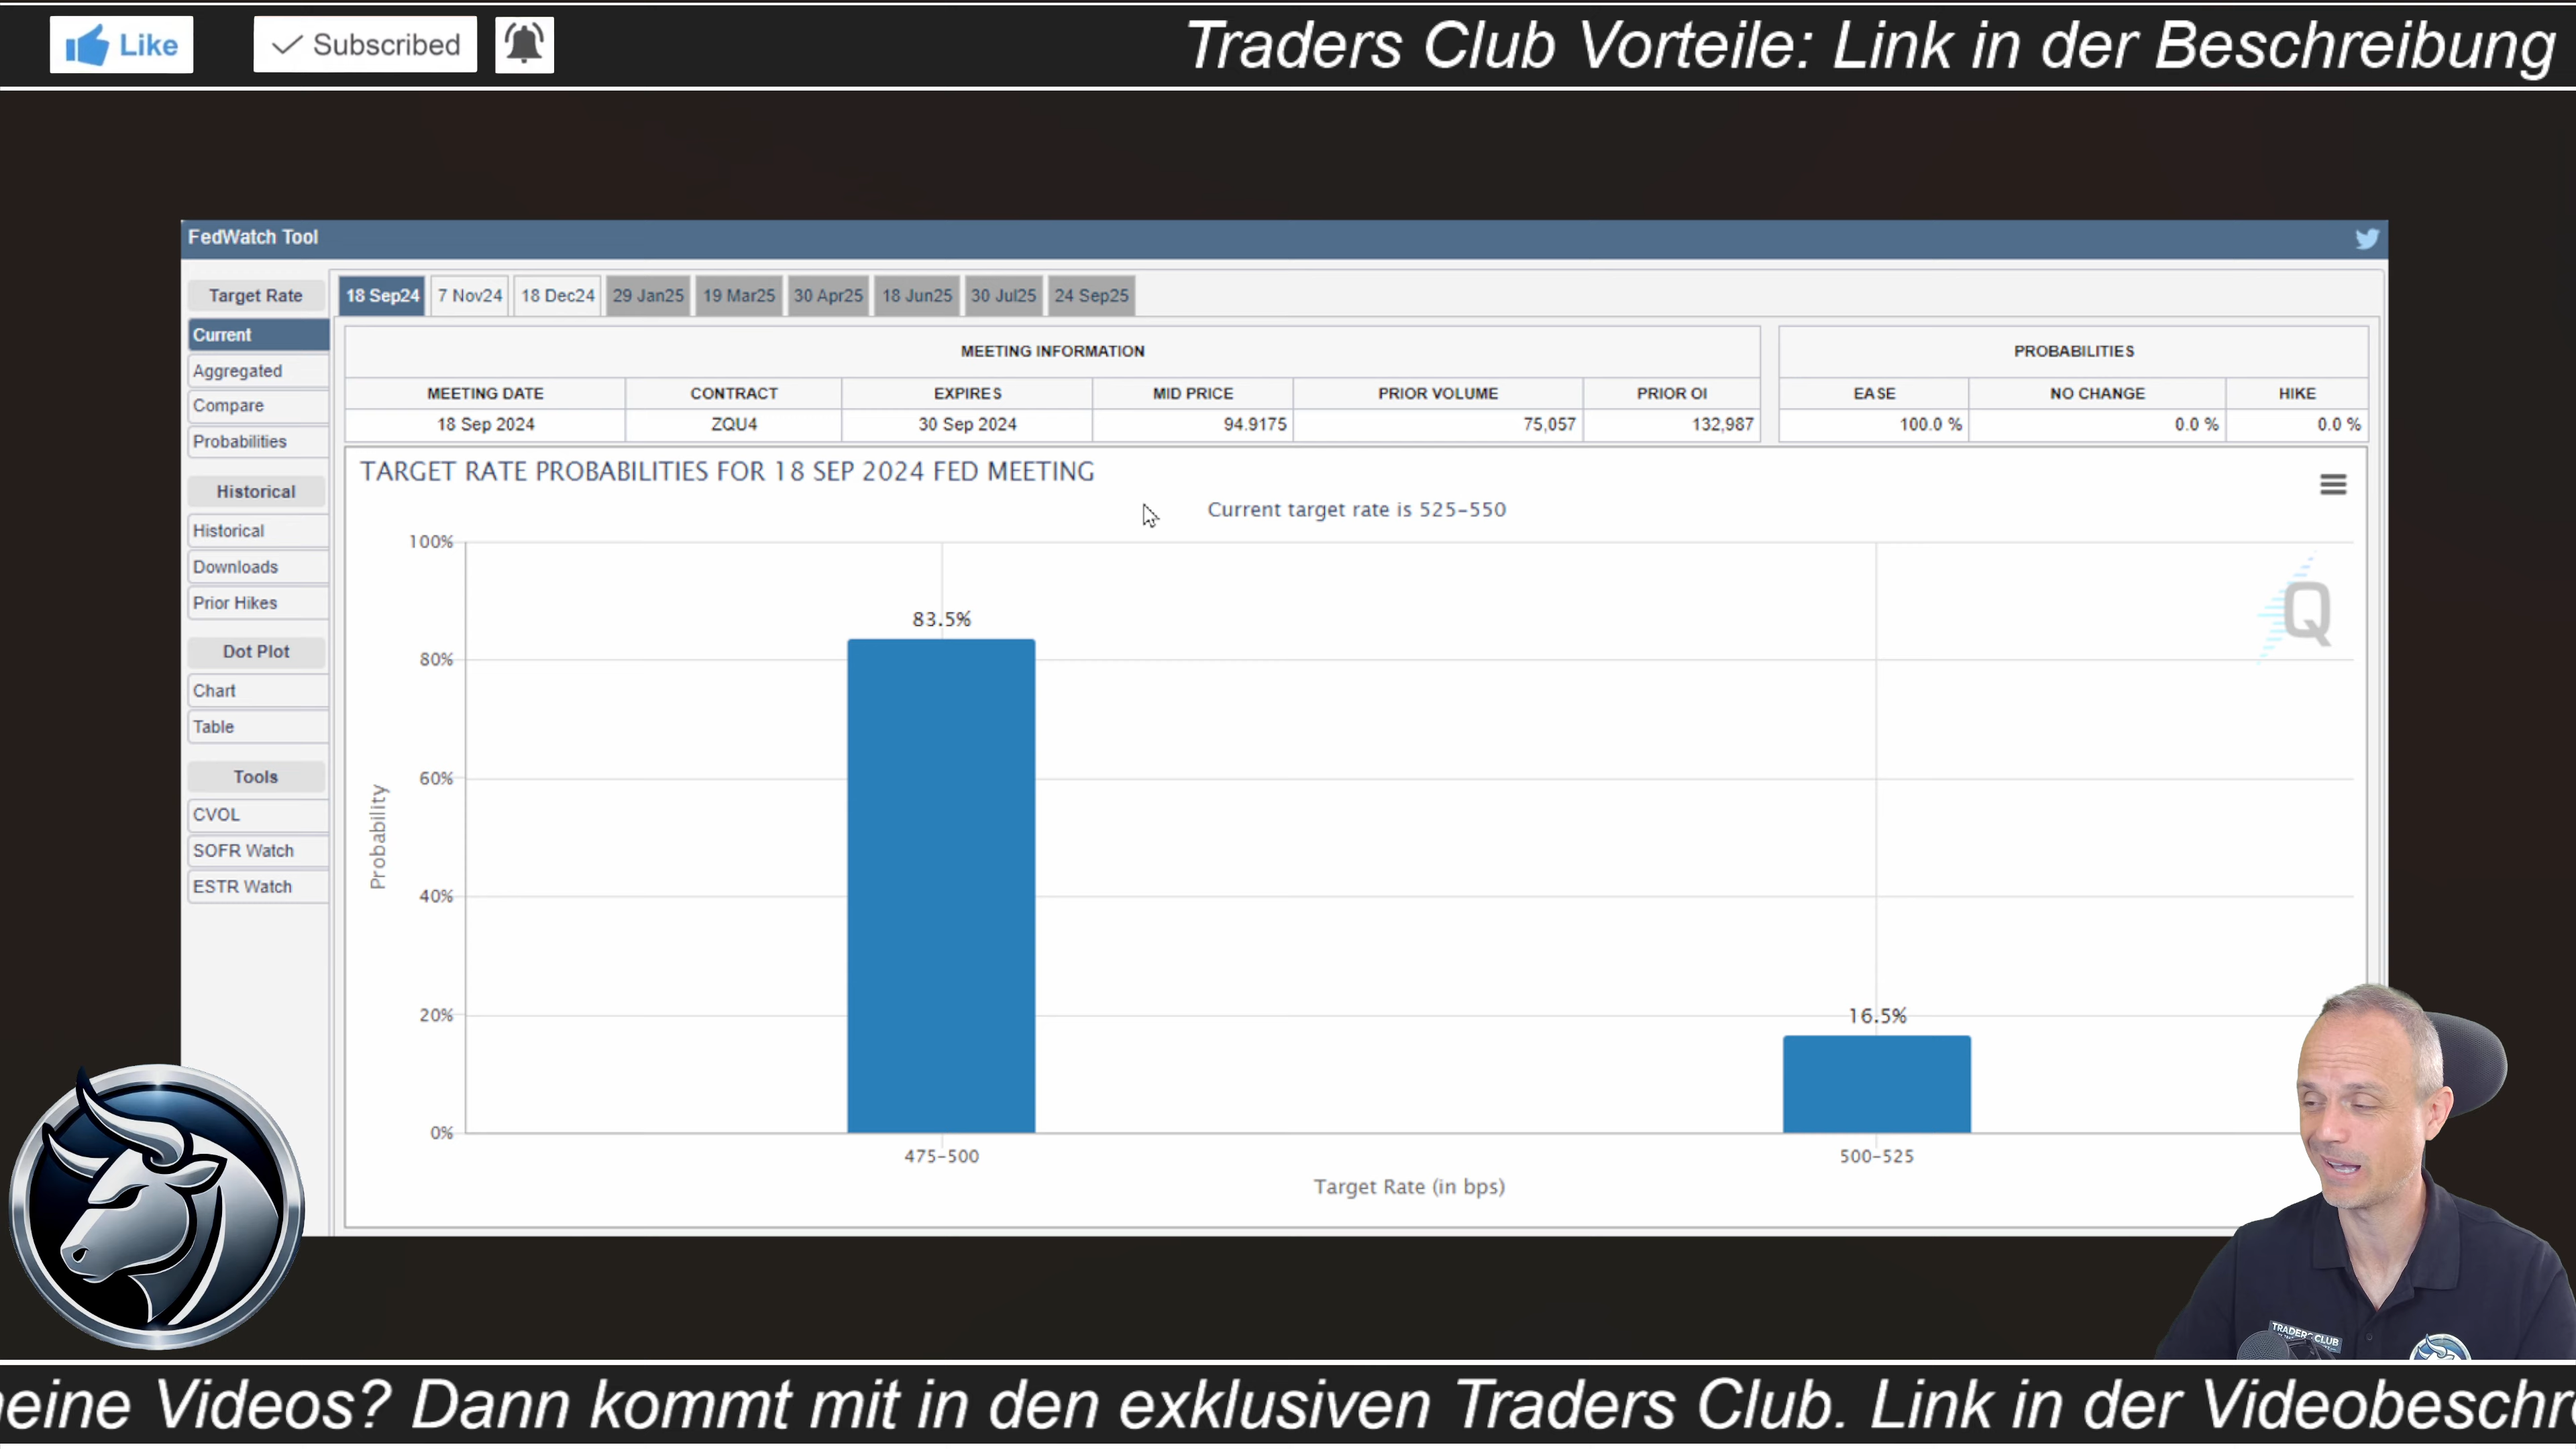 Like
Subscribed
Traders Club Vorteile: Link in der Beschreibung
FedWatch Tool
Target Rate
Current
Aggregated
Compare
Probabilities
Historical
Historical
Downloads
Prior Hikes
Dot Plot
Chart
Table
Tools
CVOL
SOFR Watch
ESTR Watch
18 Sep24 7 Nov24 18 Dec24 29 Jan25 19 Mar25 30 Apr25 18 Jun25 30 Jul25 24 Sep25
MEETING INFORMATION
MEETING DATE CONTRACT EXPIRES MID PRICE PRIOR VOLUME PRIOR OI
18 Sep 2024 ZQU4 30 Sep 2024 94.9175 75,057 132,987
PROBABILITIES
EASE NO CHANGE HIKE
100.0 % 0.0 % 0.0 %
TARGET RATE PROBABILITIES FOR 18 SEP 2024 FED MEETING
Current target rate is 525-550
Probability
100%
80%
60%
40%
20%
0%
83.5%
16.5%
475-500 500-525
Target Rate (in bps)
Q
TRADERS CLUB
eine Videos? Dann kommt mit in den exklusiven Traders Club. Link in der Videobeschr